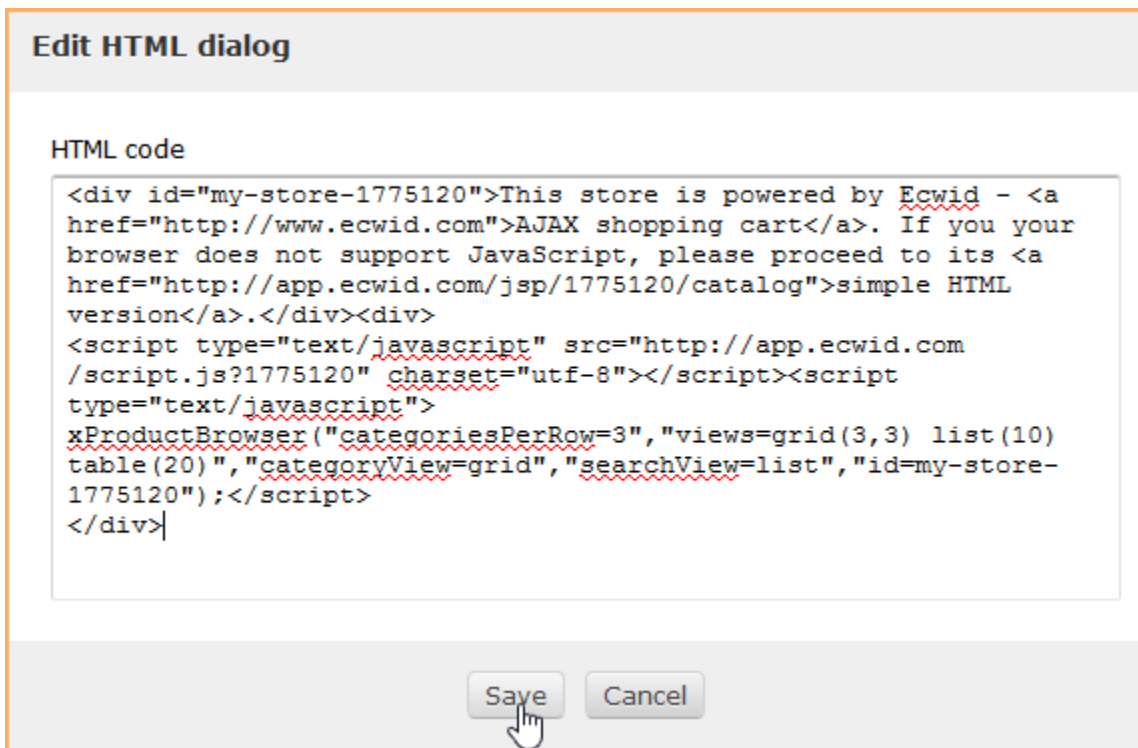 Edit HTML dialog
HTML code
<div id="my-store-1775120">This store is powered by Ecwid - <a
href="http://www.ecwid.com">AJAX shopping cart</a>. If you your
browser does not support JavaScript, please proceed to its <a
href="http://app.ecwid.com/jsp/1775120/catalog">simple HTML
version</a>.</div><div>
<script type="text/javascript" src="http://app.ecwid.com
/script.js?1775120" charset="utf-8"></script><script
type="text/javascript">
xProductBrowser("categoriesPerRow=3","views=grid(3,3) list(10)
table(20)","categoryView=grid","searchView=list","id=my-store-
1775120");</script>
</div>
Save Cancel